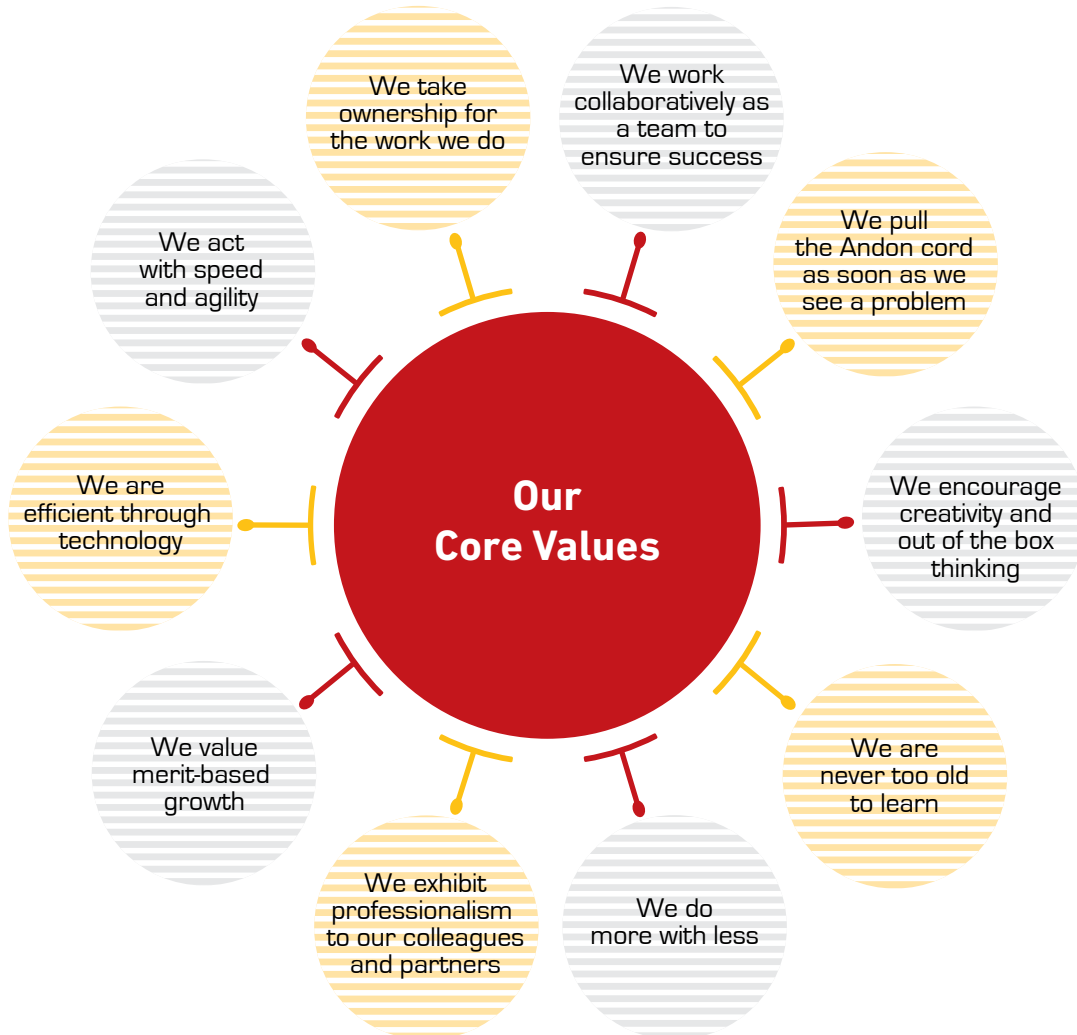 We take
ownership for
the work we do
We work
collaboratively as
a team to
ensure success
We pull
the Andon cord
as soon as we
see a problem
We encourage
creativity and
out of the box
thinking
We are
never too old
to learn
We do
more with less
We exhibit
professionalism
to our colleagues
and partners
We value
merit-based
growth
We are
efficient through
technology
We act
with speed
and agility
Our
Core Values